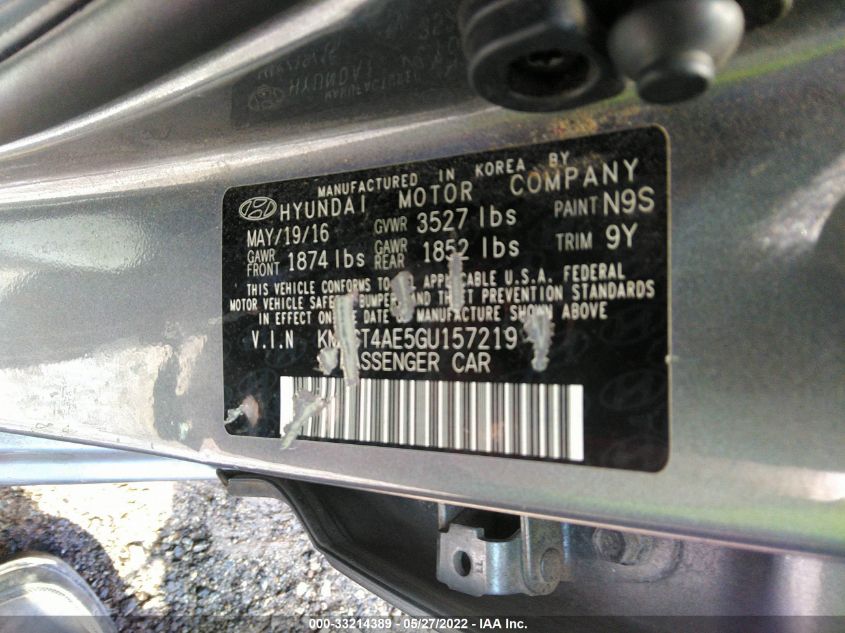 MANUFACTURED IN KOREA BY
HYUNDAI MOTOR COMPANY
MAY/19/16 GVWR 3527 lbs PAINT N9S
GAWR FRONT 1874 lbs GAWR REAR 1852 lbs TRIM 9Y
THIS VEHICLE CONFORMS TO ALL APPLICABLE U.S.A. FEDERAL
MOTOR VEHICLE SAFETY BUMPER AND THEFT PREVENTION STANDARDS
IN EFFECT ON THE DATE OF MANUFACTURE SHOWN ABOVE
V.I.N
PASSENGER CAR
000-33214389 - 05/27/2022 - IAA Inc.